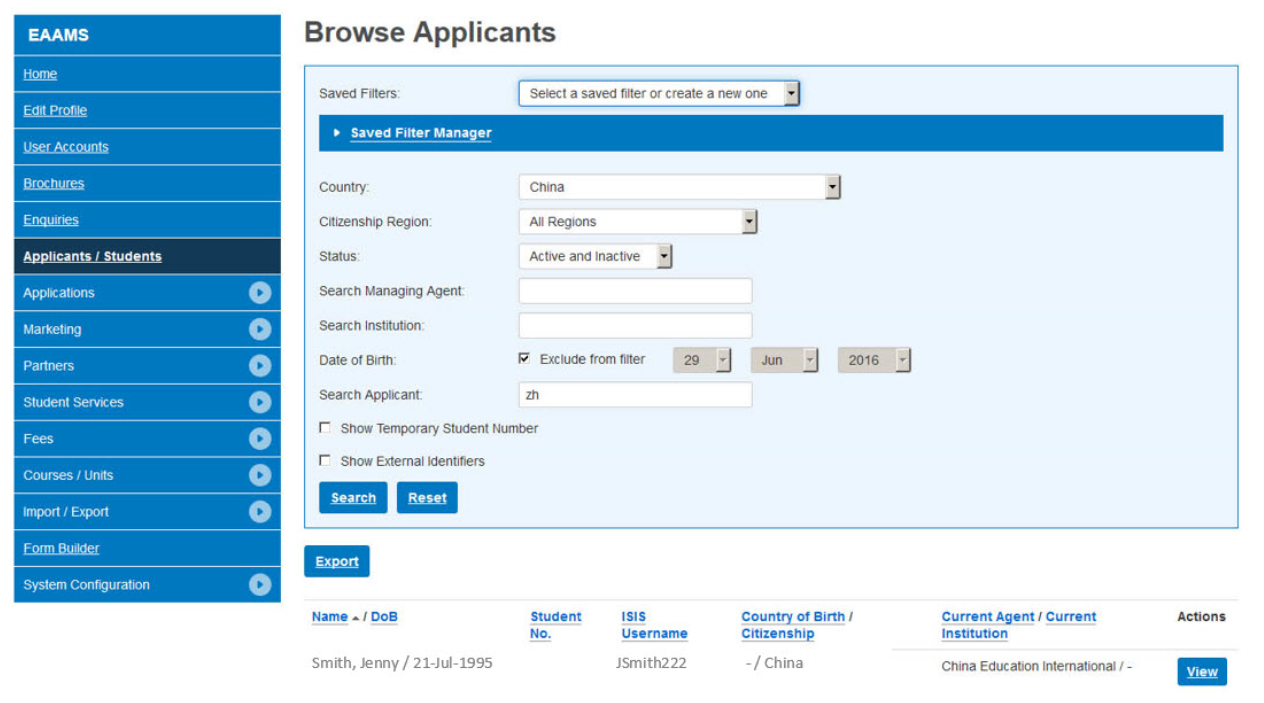 EAAMS
Home
Edit Profile
User Accounts
Brochures
Enquiries
Applicants / Students
Applications
Marketing
Partners
Student Services
Fees
Courses / Units
Import / Export
Form Builder
System Configuration
Browse Applicants
Saved Filters: Select a saved filter or create a new one
Saved Filter Manager
Country: China
Citizenship Region: All Regions
Status: Active and Inactive
Search Managing Agent:
Search Institution:
Date of Birth: Exclude from filter 29 Jun 2016
Search Applicant: zh
Show Temporary Student Number
Show External Identifiers
Search Reset
Export
Name / DoB Student ISIS Country of Birth / Current Agent / Current Actions
No. Username Citizenship Institution
Smith, Jenny / 21-Jul-1995 JSmith222 - / China China Education International / - View